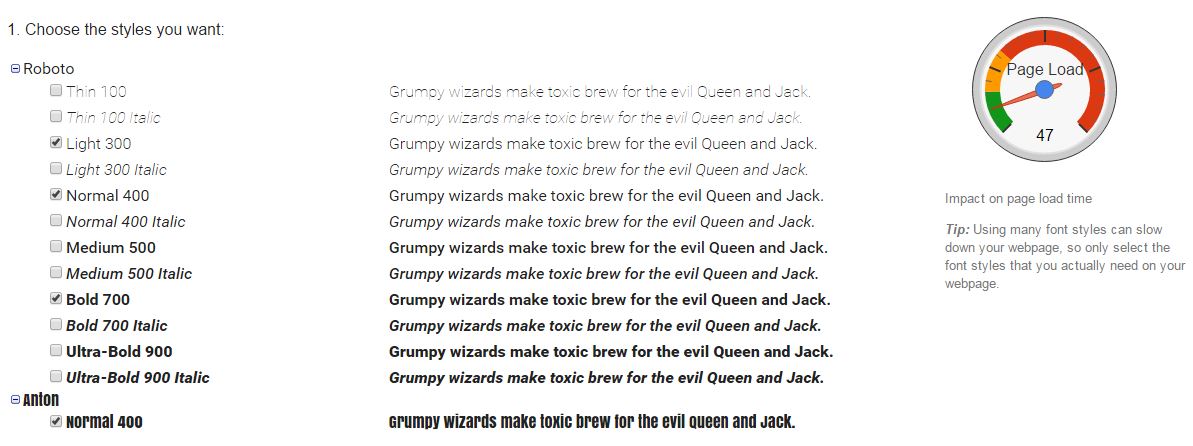 1. Choose the styles you want:
Roboto
Thin 100 Grumpy wizards make toxic brew for the evil Queen and Jack.
Thin 100 Italic Grumpy wizards make toxic brew for the evil Queen and Jack.
Light 300 Grumpy wizards make toxic brew for the evil Queen and Jack.
Light 300 Italic Grumpy wizards make toxic brew for the evil Queen and Jack.
Normal 400 Grumpy wizards make toxic brew for the evil Queen and Jack.
Normal 400 Italic Grumpy wizards make toxic brew for the evil Queen and Jack.
Medium 500 Grumpy wizards make toxic brew for the evil Queen and Jack.
Medium 500 Italic Grumpy wizards make toxic brew for the evil Queen and Jack.
Bold 700 Grumpy wizards make toxic brew for the evil Queen and Jack.
Bold 700 Italic Grumpy wizards make toxic brew for the evil Queen and Jack.
Ultra-Bold 900 Grumpy wizards make toxic brew for the evil Queen and Jack.
Ultra-Bold 900 Italic Grumpy wizards make toxic brew for the evil Queen and Jack.
Anton
Normal 400 Grumpy wizards make toxic brew for the evil Queen and Jack.
Page Load
47
Impact on page load time
Tip: Using many font styles can slow
down your webpage, so only select the
font styles that you actually need on your
webpage.